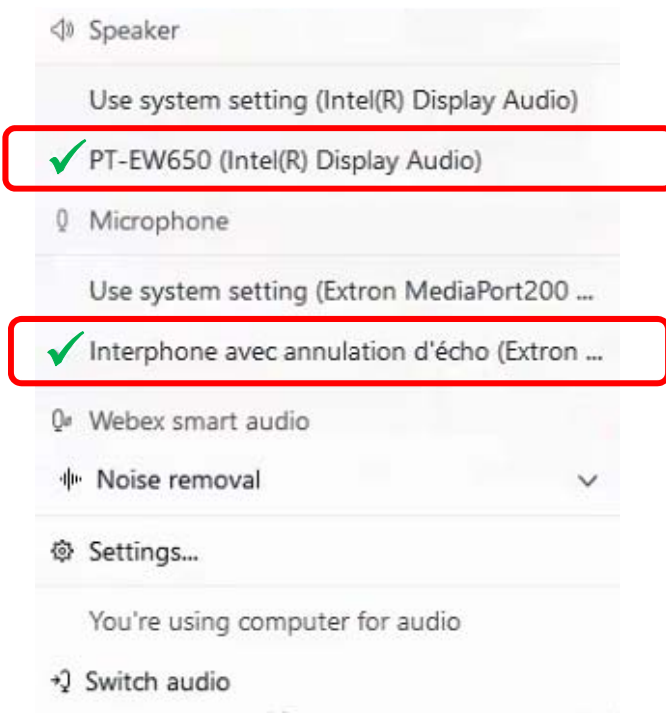 Speaker
Use system setting (Intel(R) Display Audio)
PT-EW650 (Intel(R) Display Audio)
Microphone
Use system setting (Extron MediaPort200 ...
Interphone avec annulation d'écho (Extron ...
Webex smart audio
Noise removal
Settings...
You're using computer for audio
Switch audio